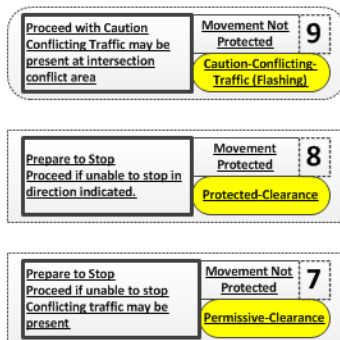 Proceed with Caution
Conflicting Traffic may be
present at intersection
conflict area
Movement Not
Protected
9
Caution-Conflicting-
Traffic (Flashing)
Prepare to Stop
Proceed if unable to stop in
direction indicated.
Movement
Protected
8
Protected-Clearance
Prepare to Stop
Proceed if unable to stop
Conflicting traffic may be
present
Movement Not
Protected
7
Permissive-Clearance